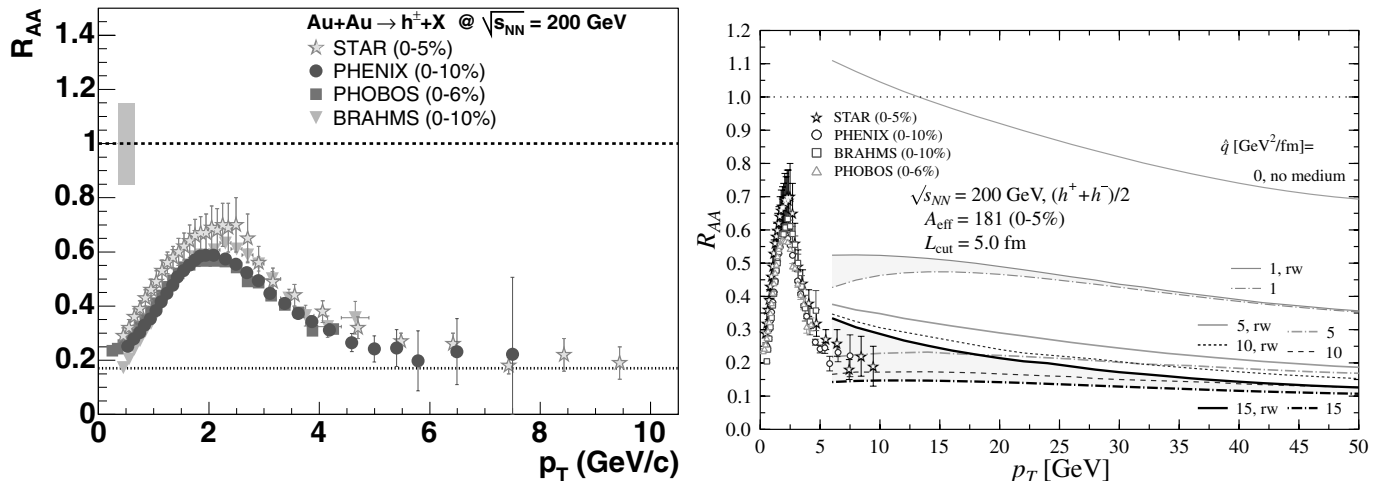 R_AA
Au+Au → h^± +X @ √s_NN = 200 GeV
STAR (0-5%)
PHENIX (0-10%)
PHOBOS (0-6%)
BRAHMS (0-10%)
1.4
1.2
1
0.8
0.6
0.4
0.2
0
0 2 4 6 8 10
p_T (GeV/c)
R_AA
1.2
1.1
1.0
0.9
0.8
0.7
0.6
0.5
0.4
0.3
0.2
0.1
0.0
STAR (0-5%)
PHENIX (0-10%)
BRAHMS (0-10%)
PHOBOS (0-6%)
q̂ [GeV²/fm]=
0, no medium
√s_NN = 200 GeV, (h⁺+h⁻)/2
A_eff = 181 (0-5%)
L_cut = 5.0 fm
1, rw
1
5, rw 5
10, rw 10
15, rw 15
0 5 10 15 20 25 30 35 40 45 50
p_T [GeV]